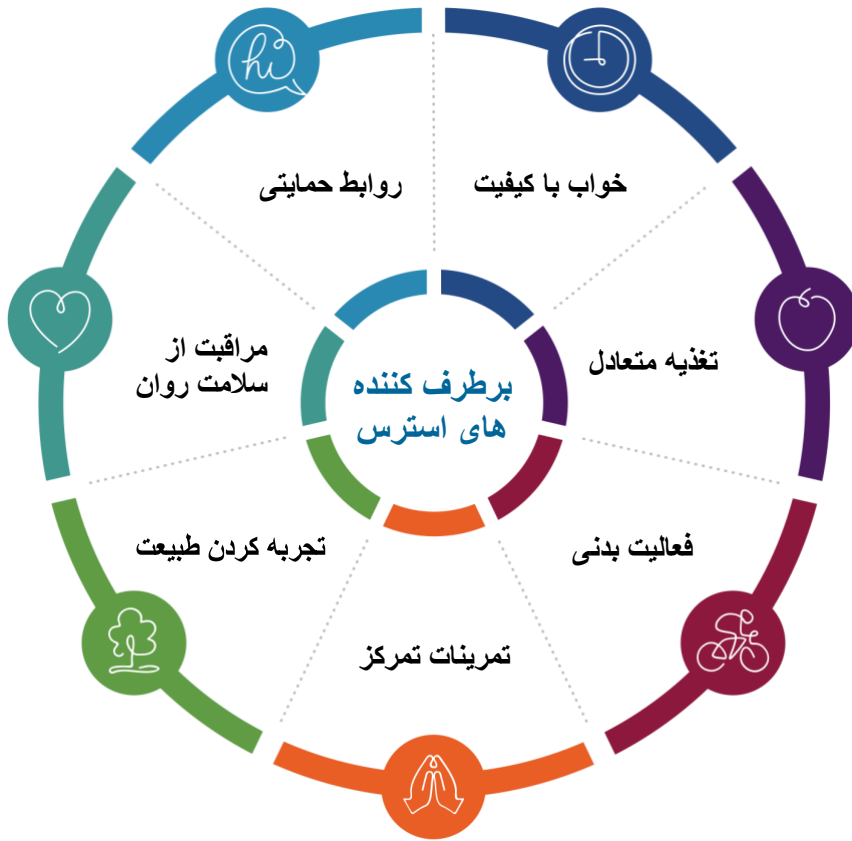 برطرف کننده
های استرس
خواب با کیفیت
تغذیه متعادل
فعالیت بدنی
تمرینات تمرکز
تجربه کردن طبیعت
مراقبت از
سلامت روان
روابط حمایتی
hi